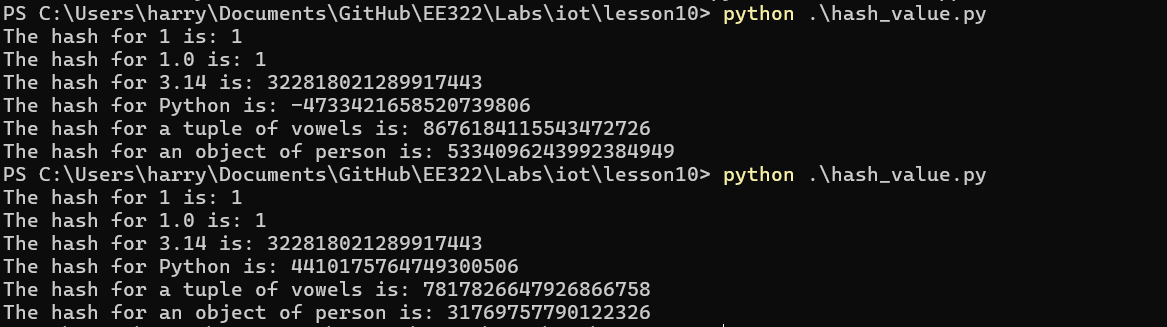 PS C:\Users\harry\Documents\GitHub\EE322\Labs\iot\lesson10> python .\hash_value.py
The hash for 1 is: 1
The hash for 1.0 is: 1
The hash for 3.14 is: 322818021289917443
The hash for Python is: -4733421658520739806
The hash for a tuple of vowels is: 8676184115543472726
The hash for an object of person is: 5334096243992384949
PS C:\Users\harry\Documents\GitHub\EE322\Labs\iot\lesson10> python .\hash_value.py
The hash for 1 is: 1
The hash for 1.0 is: 1
The hash for 3.14 is: 322818021289917443
The hash for Python is: 4410175764749300506
The hash for a tuple of vowels is: 7817826647926866758
The hash for an object of person is: 31769757790122326